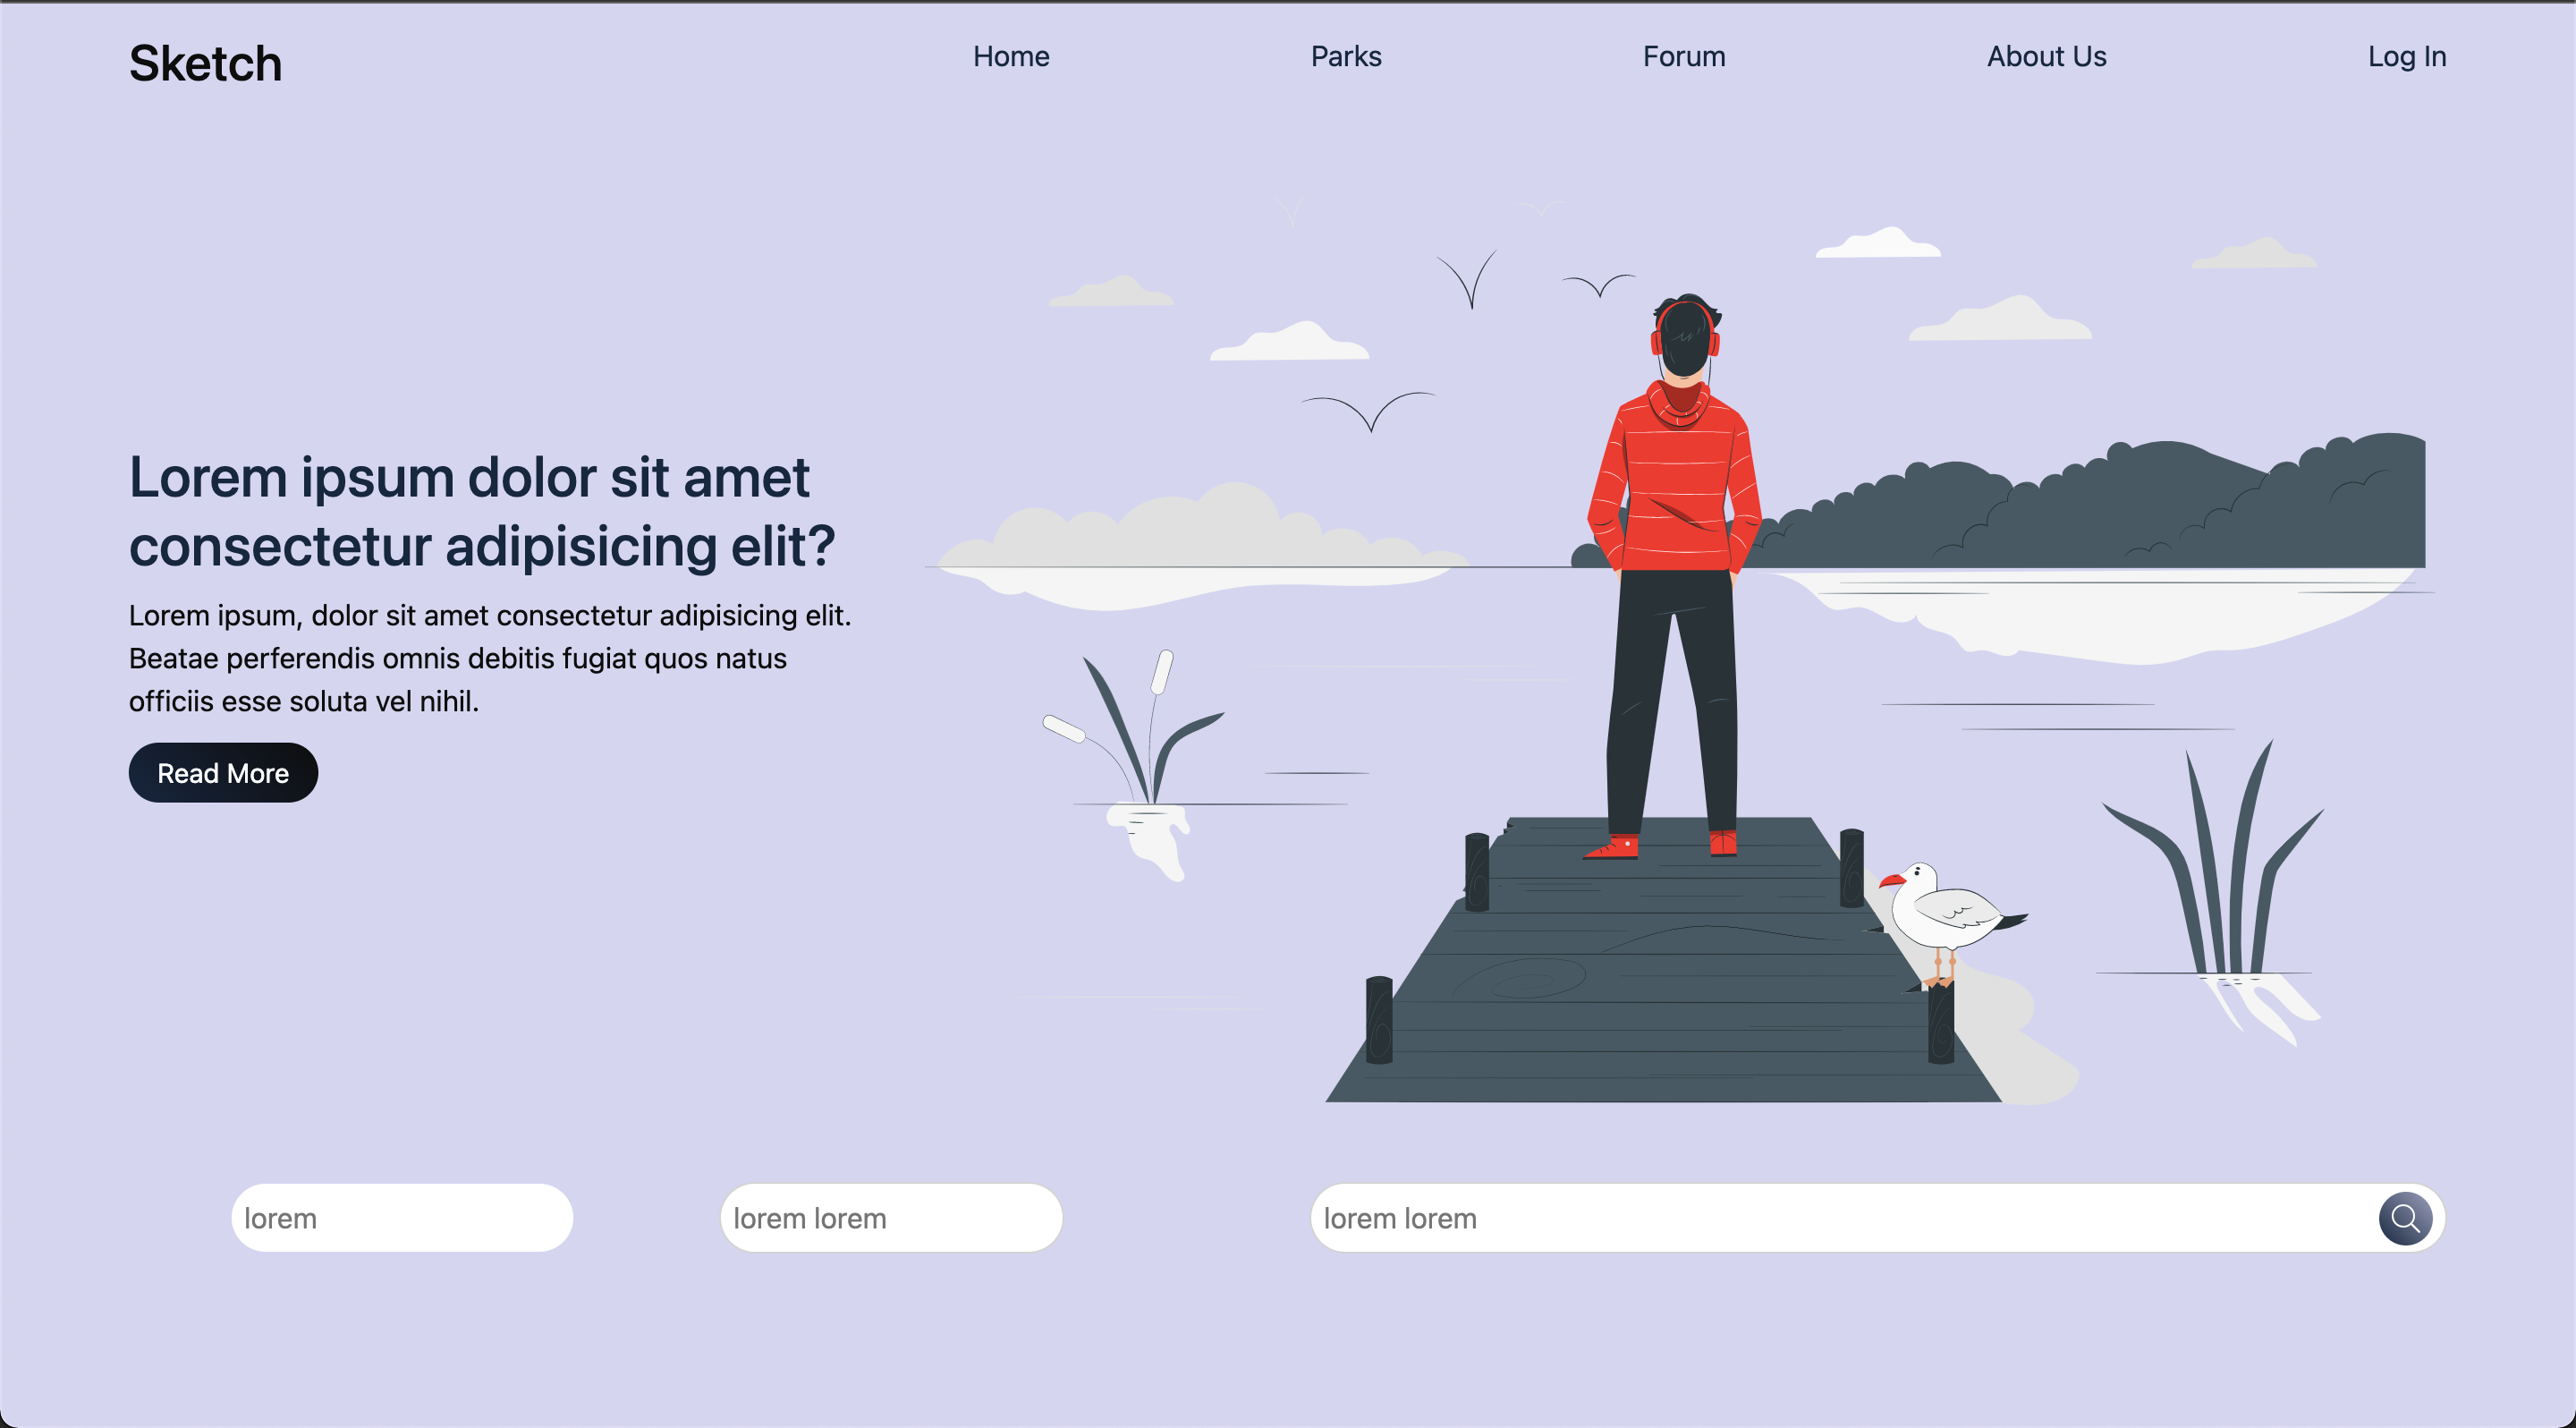 Sketch
Home
Parks
Forum
About Us
Log In
Lorem ipsum dolor sit amet
consectetur adipisicing elit?
Lorem ipsum, dolor sit amet consectetur adipisicing elit.
Beatae perferendis omnis debitis fugiat quos natus
officiis esse soluta vel nihil.
Read More
lorem
lorem lorem
lorem lorem